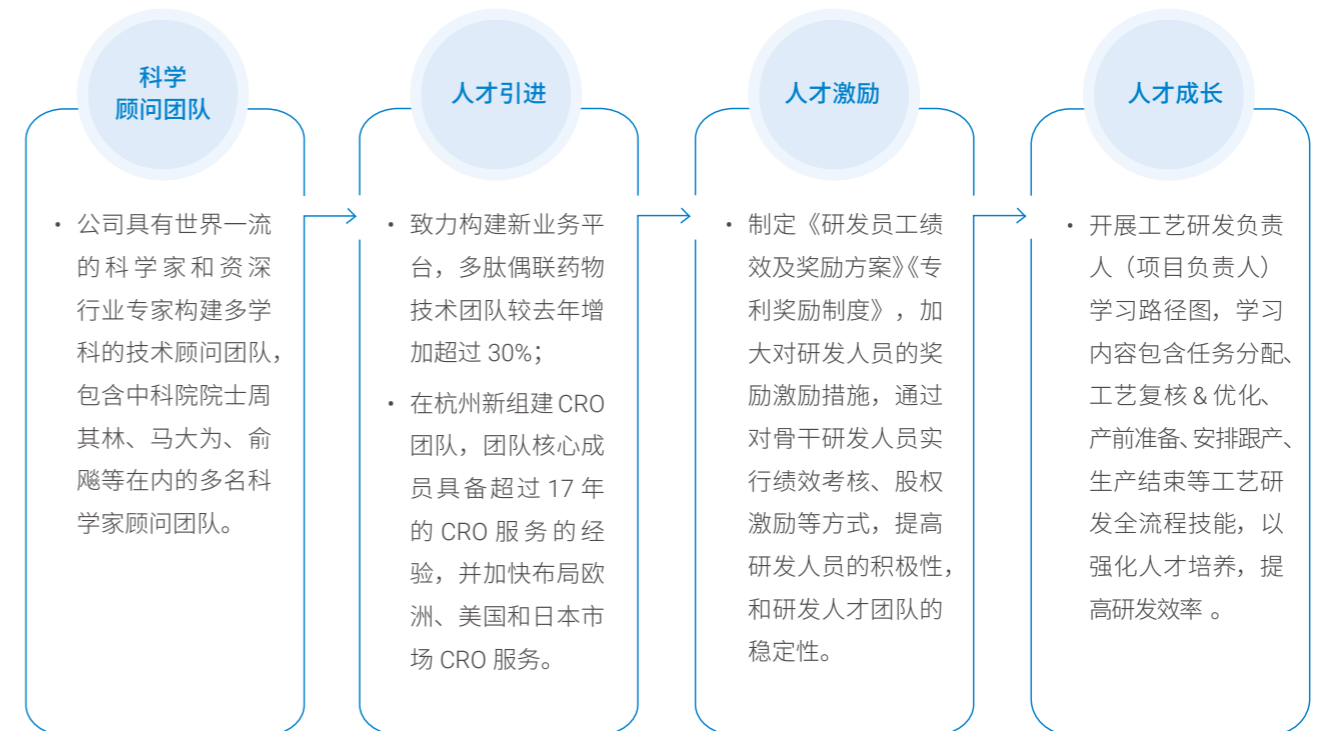 科学
顾问团队
• 公司具有世界一流
的科学家和资深
行业专家构建多学
科的技术顾问团队，
包含中科院院士周
其林、马大为、俞
飚等在内的多名科
学家顾问团队。
人才引进
• 致力构建新业务平
台，多肽偶联药物
技术团队较去年增
加超过 30%；
• 在杭州新组建 CRO
团队，团队核心成
员具备超过 17 年
的 CRO 服务的经
验，并加快布局欧
洲、美国和日本市
场 CRO 服务。
人才激励
• 制定《研发员工绩
效及奖励方案》《专
利奖励制度》，加
大对研发人员的奖
励激励措施，通过
对骨干研发人员实
行绩效考核、股权
激励等方式，提高
研发人员的积极性，
和研发人才团队的
稳定性。
人才成长
• 开展工艺研发负责
人（项目负责人）
学习路径图，学习
内容包含任务分配、
工艺复核 & 优化、
产前准备、安排跟产、
生产结束等工艺研
发全流程技能，以
强化人才培养，提
高研发效率 。